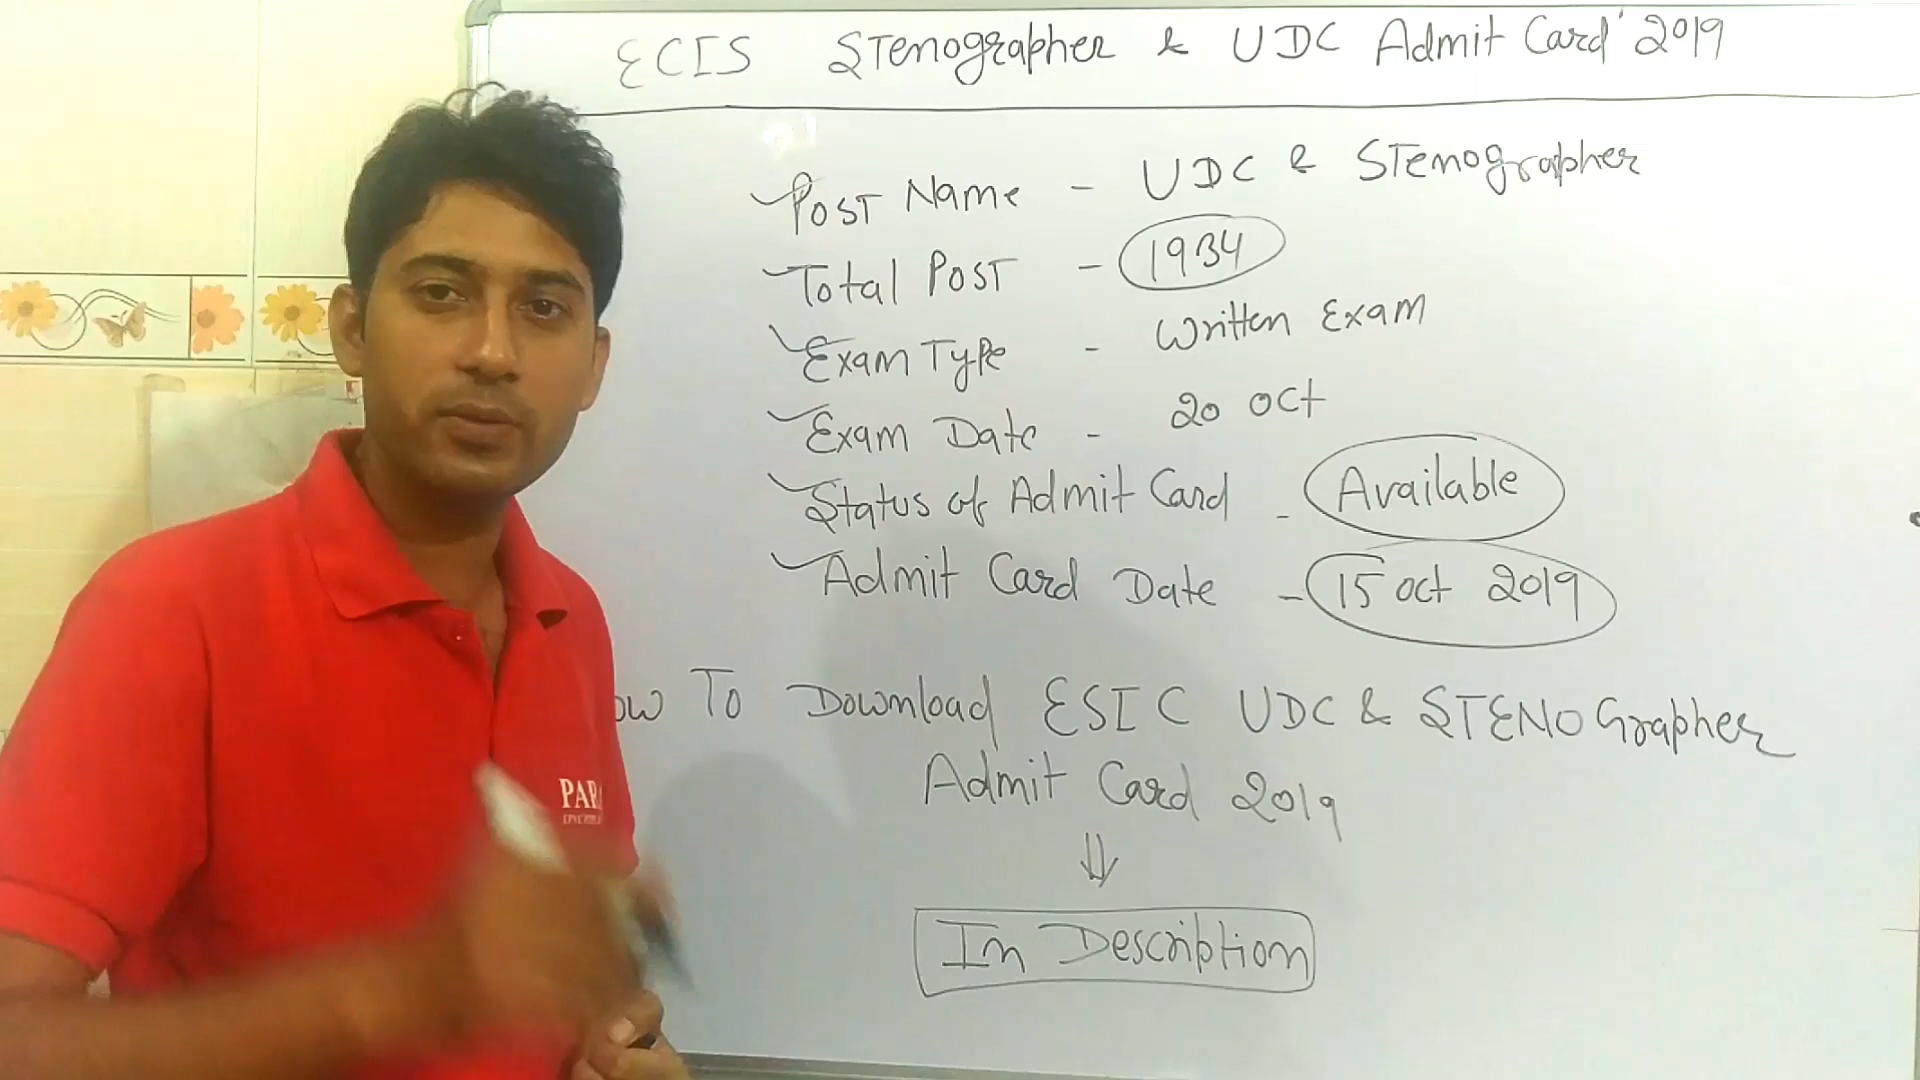 ECIS Stenographer & UDC Admit Card' 2019
Post Name - UDC & Stenographer
Total Post - 1934
Exam Type - Written Exam
Exam Date - 20 Oct
Status of Admit Card - Available
Admit Card Date - 15 Oct 2019
ow To Download ESIC UDC & STENOGrapher
Admit Card 2019
In Description
PAR